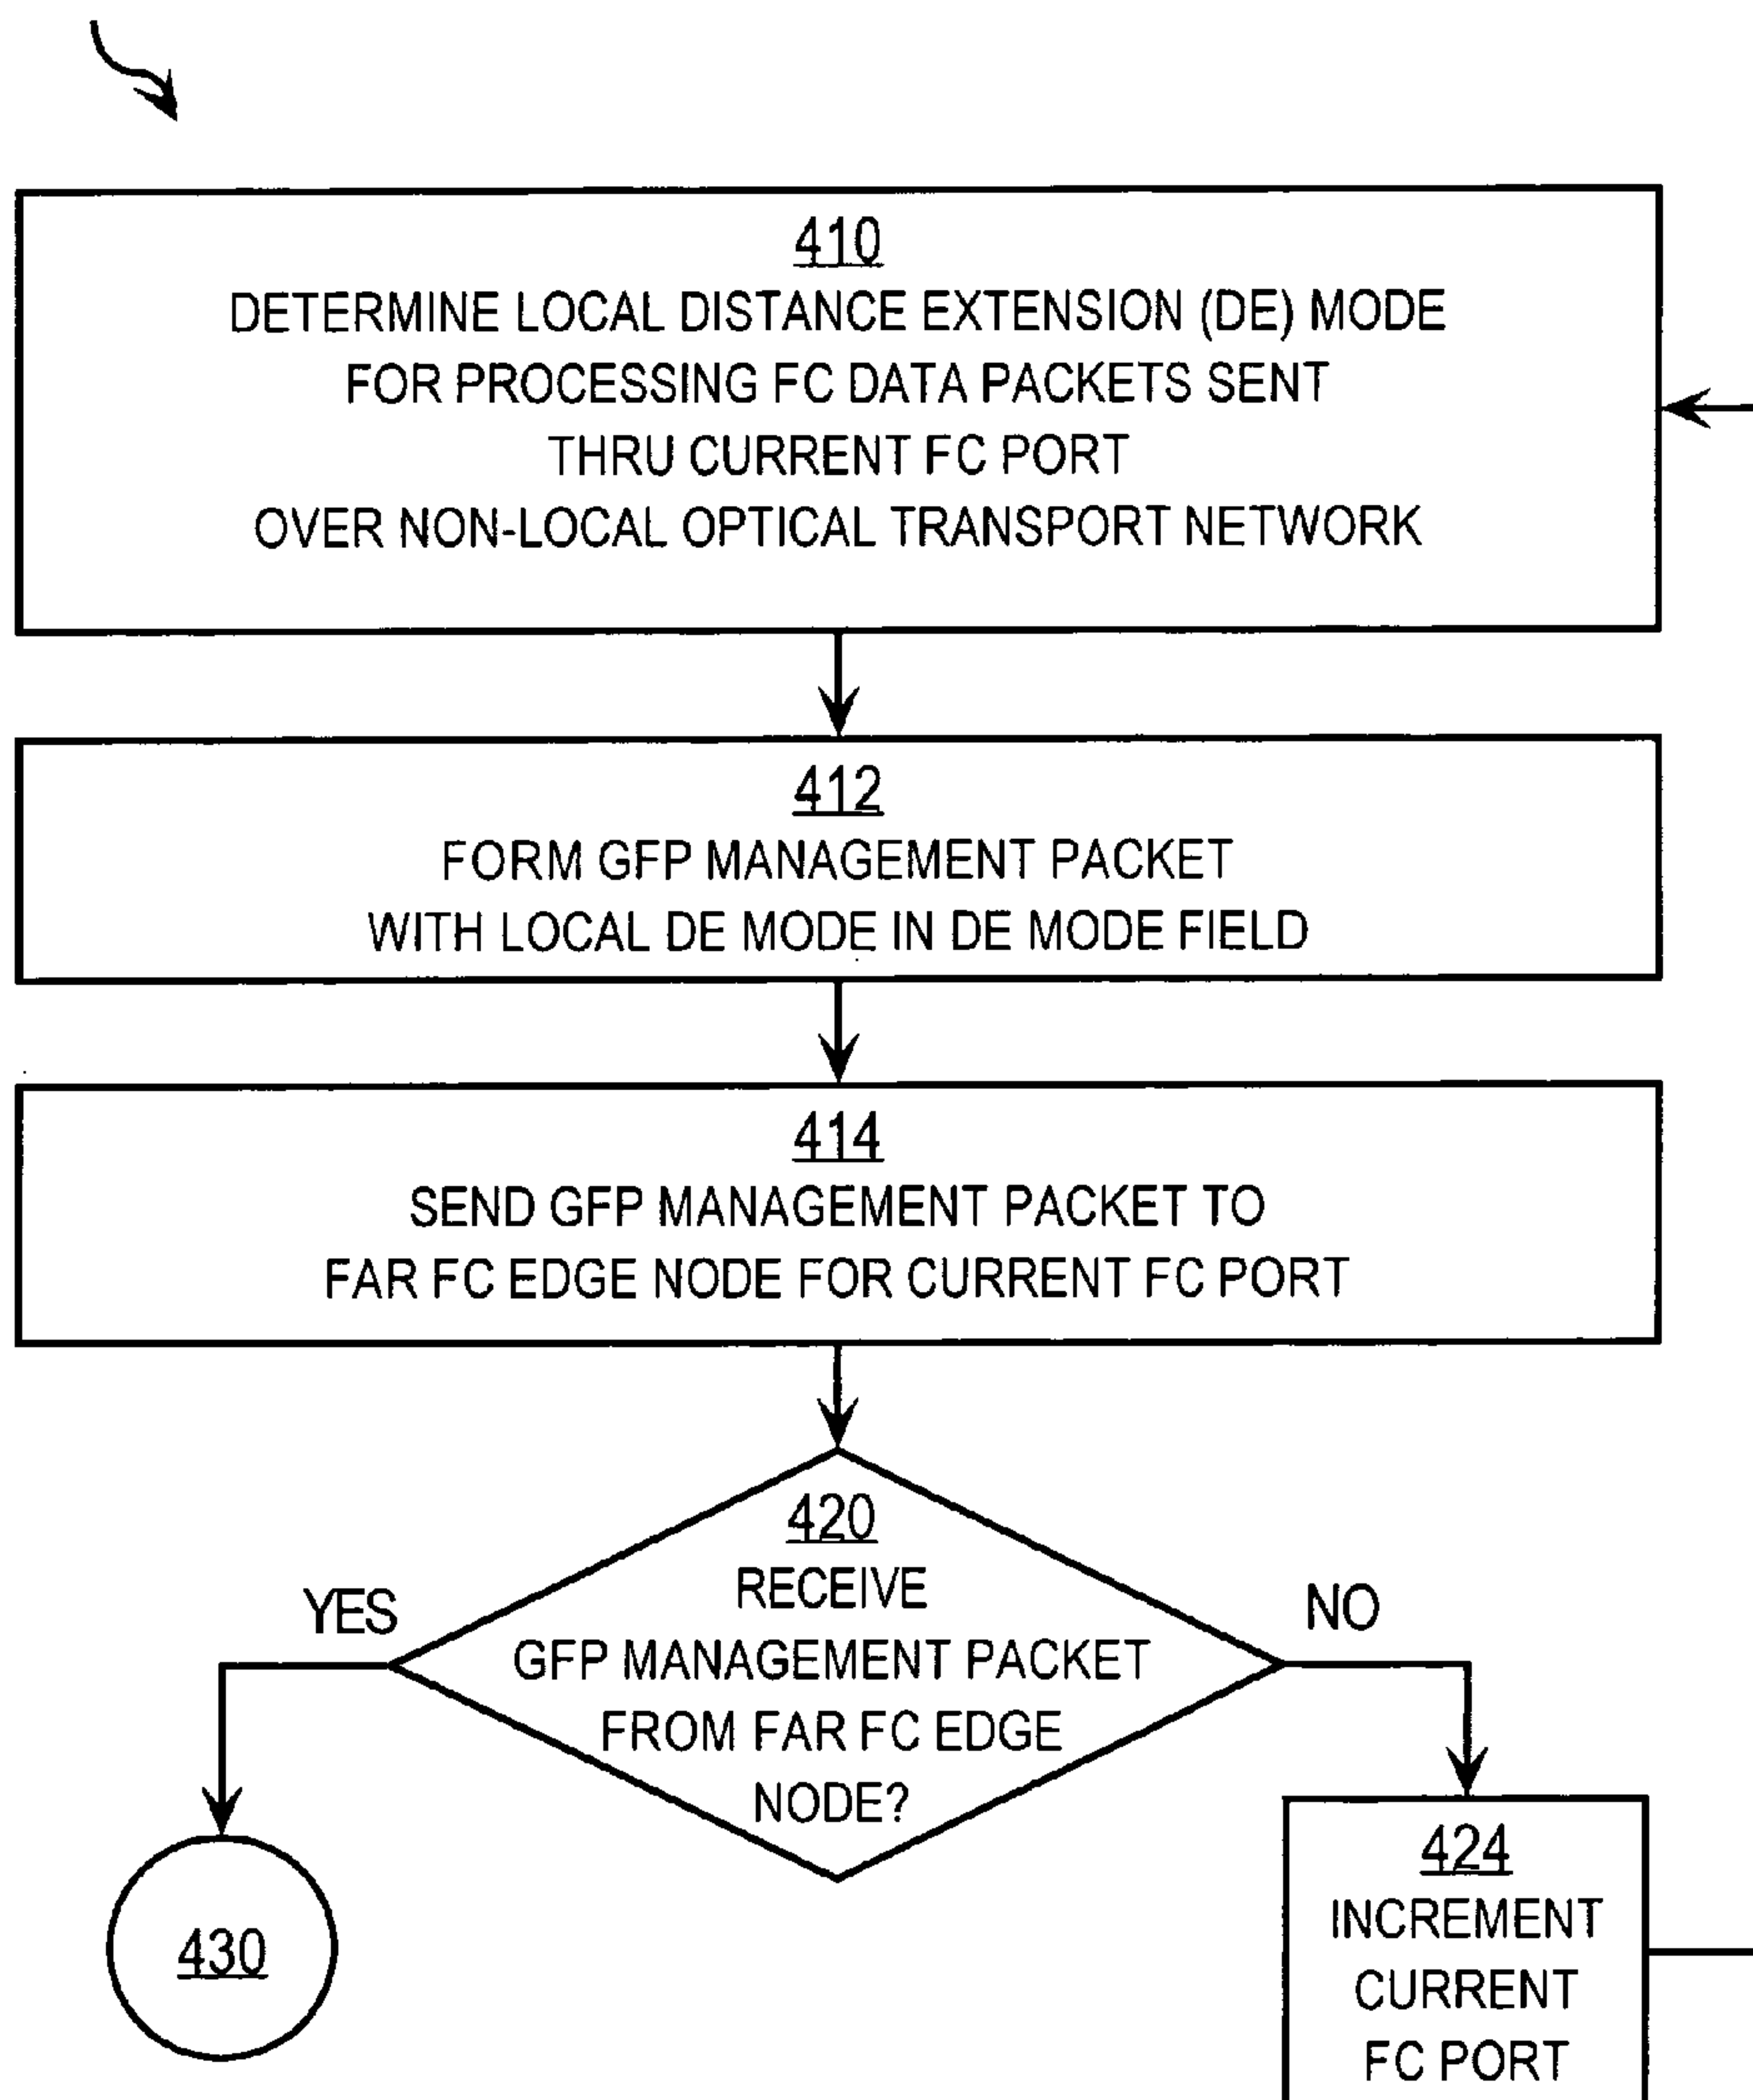 410
DETERMINE LOCAL DISTANCE EXTENSION (DE) MODE
FOR PROCESSING FC DATA PACKETS SENT
THRU CURRENT FC PORT
OVER NON-LOCAL OPTICAL TRANSPORT NETWORK
412
FORM GFP MANAGEMENT PACKET
WITH LOCAL DE MODE IN DE MODE FIELD
414
SEND GFP MANAGEMENT PACKET TO
FAR FC EDGE NODE FOR CURRENT FC PORT
420
RECEIVE
GFP MANAGEMENT PACKET
FROM FAR FC EDGE
NODE?
YES
NO
430
424
INCREMENT
CURRENT
FC PORT